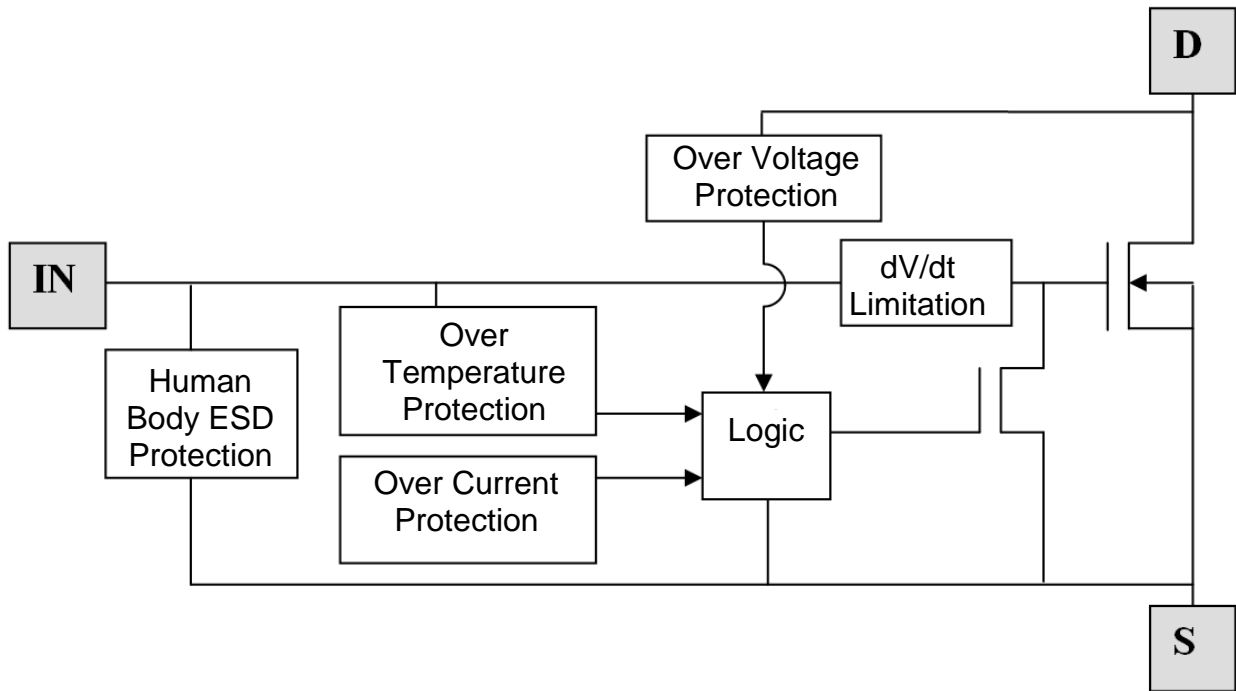 D
Over Voltage
Protection
IN
dV/dt
Limitation
Over
Temperature
Protection
Human
Body ESD
Protection
Logic
Over Current
Protection
S